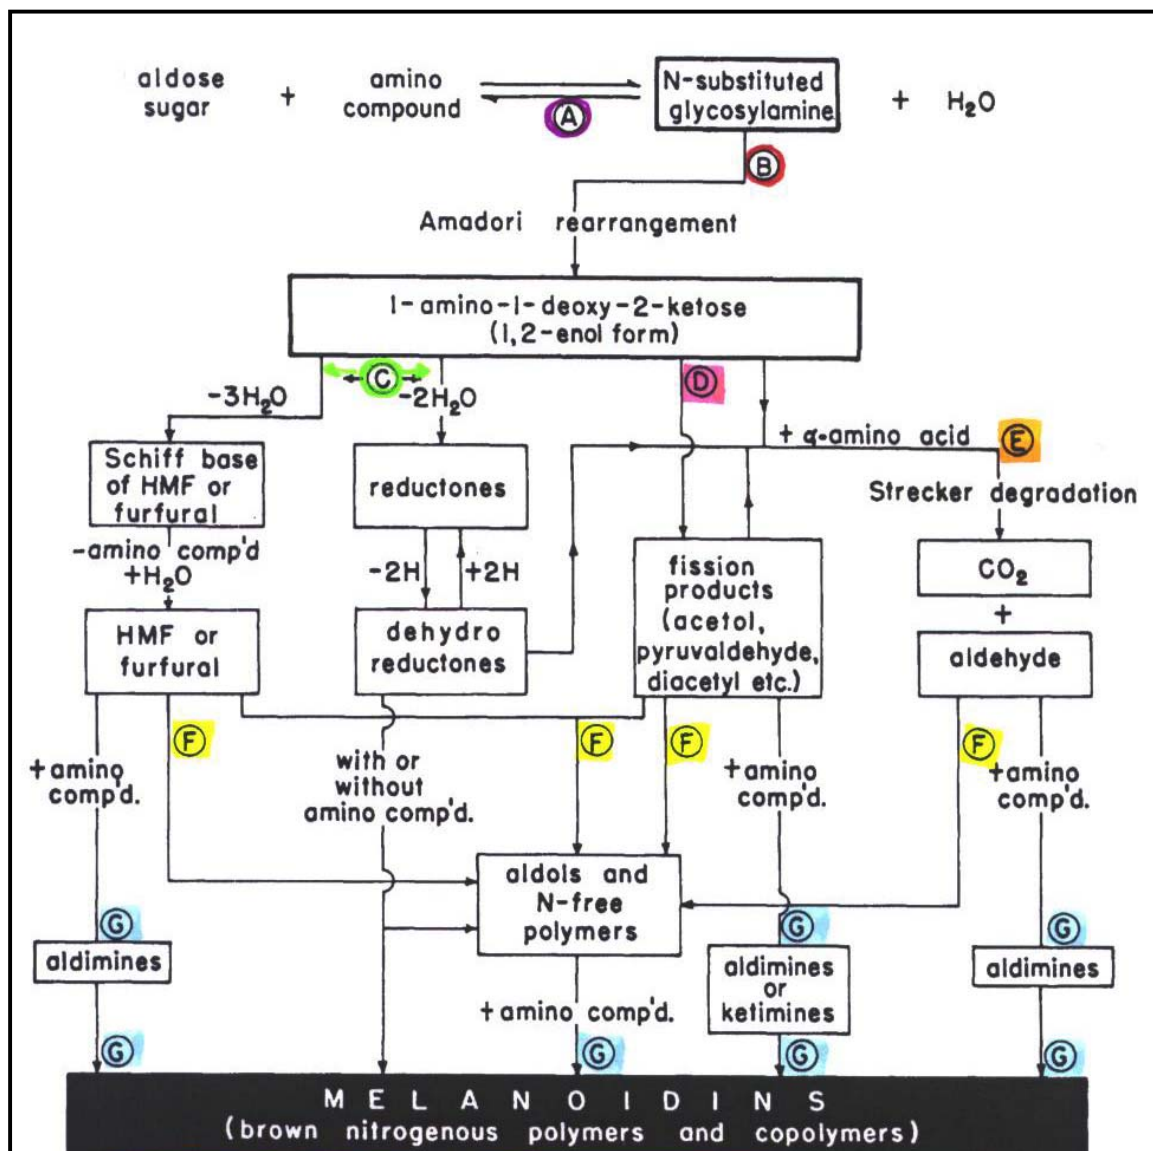 aldose sugar + amino compound
N-substituted glycosylamine
+ H₂O
A
B
Amadori rearrangement
1-amino-1-deoxy-2-ketose
(1,2-enol form)
C
D
-3H₂O
-2H₂O
+ α-amino acid
E
Schiff base
of HMF or
furfural
reductones
Strecker degradation
-amino comp'd
+H₂O
-2H
+2H
fission
products
(acetol,
pyruvaldehyde,
diacetyl etc.)
CO₂
+
aldehyde
HMF or
furfural
dehydro
reductones
F
F
F
F
+amino
comp'd.
with or
without
amino comp'd.
+amino
comp'd.
+amino
comp'd.
aldols and
N-free
polymers
G
G
G
aldimines
aldimines
or
ketimines
aldimines
+amino comp'd.
G
G
G
G
MELANOIDINS
(brown nitrogenous polymers and copolymers)